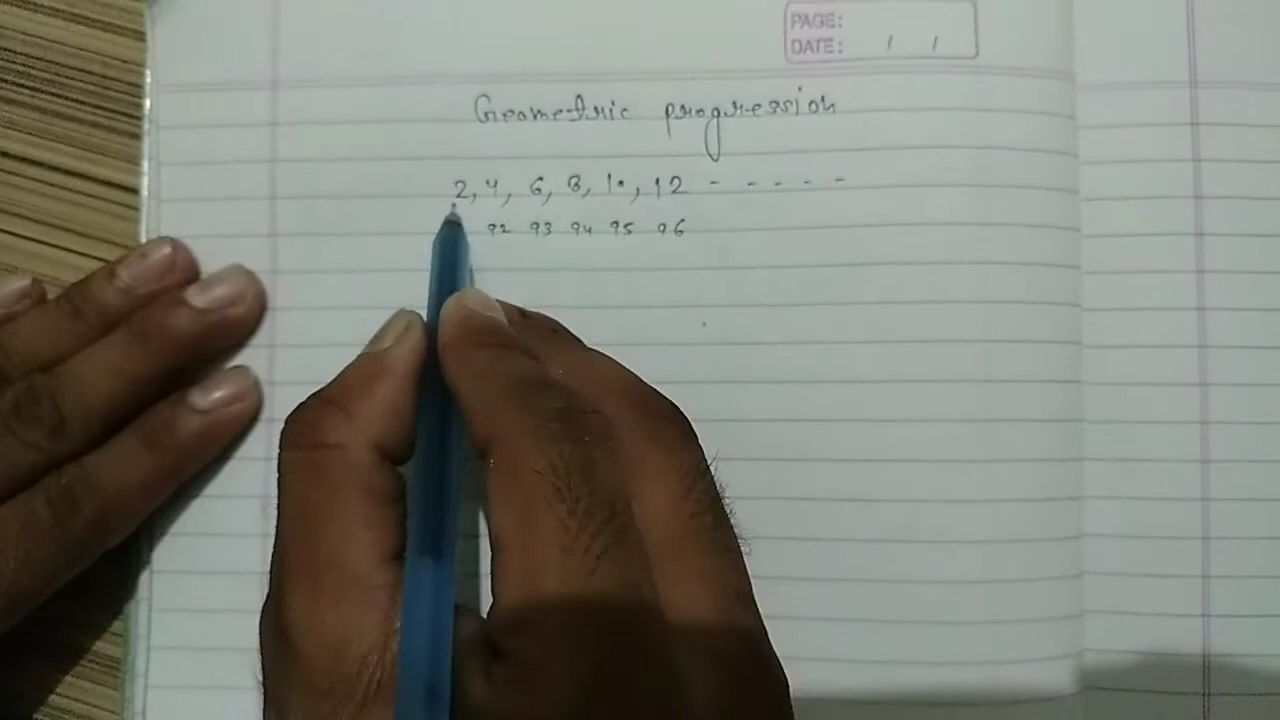 PAGE:
DATE: / /
Geometric progression
2, 4, 6, 8, 10, 12 - - - - -
a2 a3 a4 a5 a6